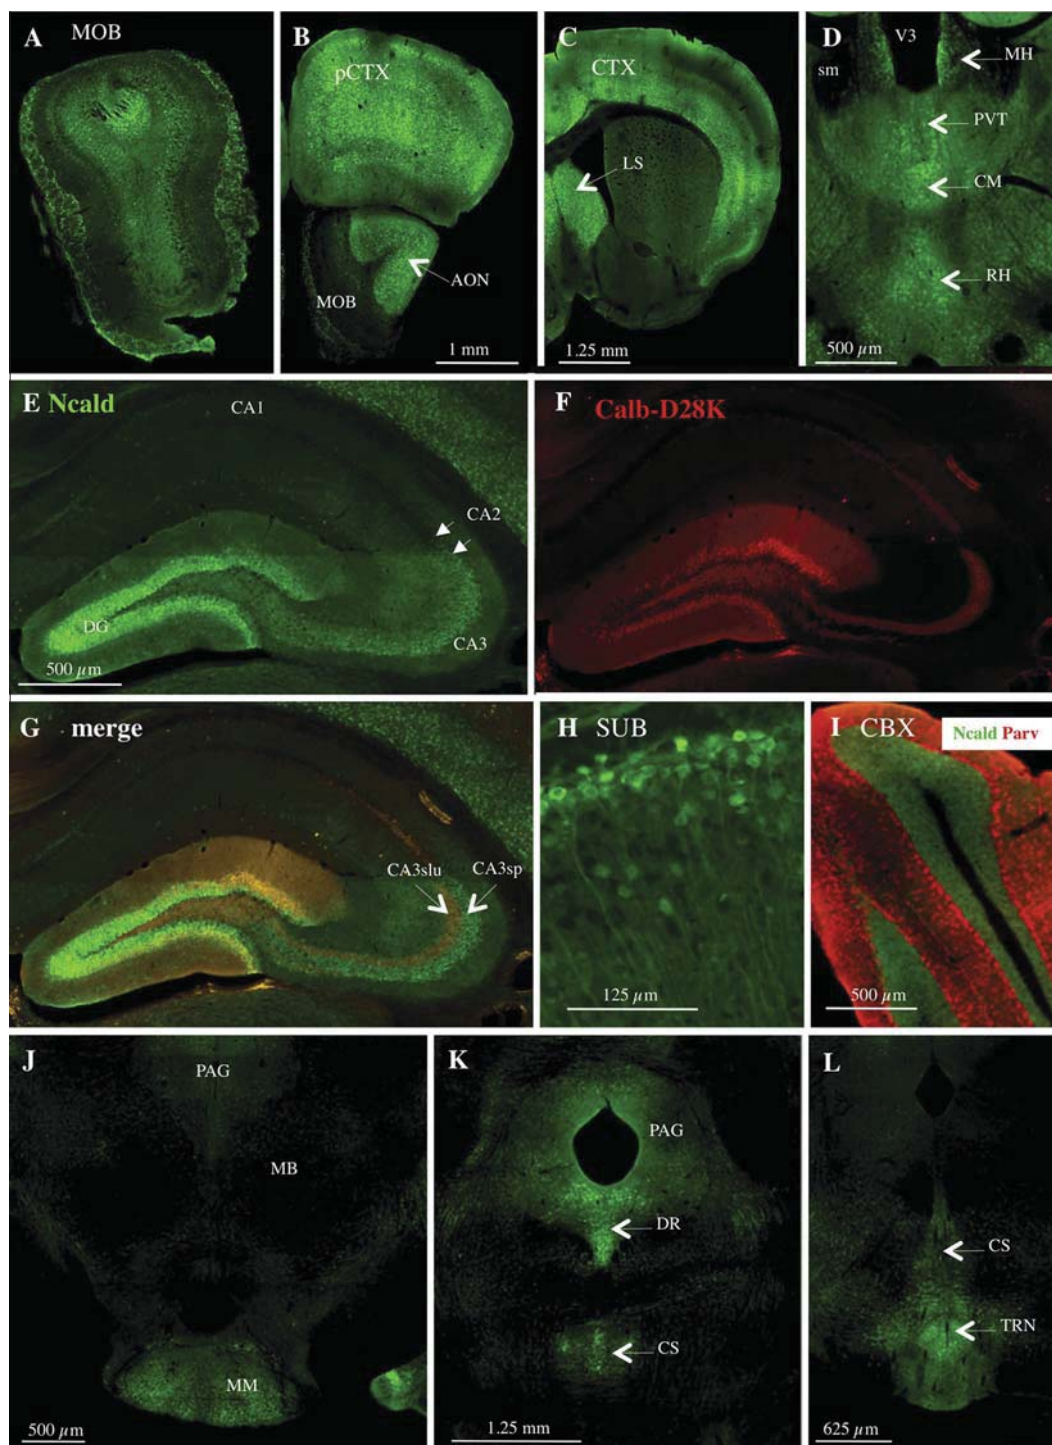 A MOB
B
pCTX
AON
MOB
1 mm
C
CTX
LS
1.25 mm
D
V3
MH
sm
PVT
CM
RH
500 µm
E Ncald
CA1
CA2
DG
CA3
500 µm
F Calb-D28K
G merge
CA3slu CA3sp
H SUB
125 µm
I CBX
Ncald Parv
500 µm
J
PAG
MB
MM
500 µm
K
PAG
DR
CS
1.25 mm
L
CS
TRN
625 µm